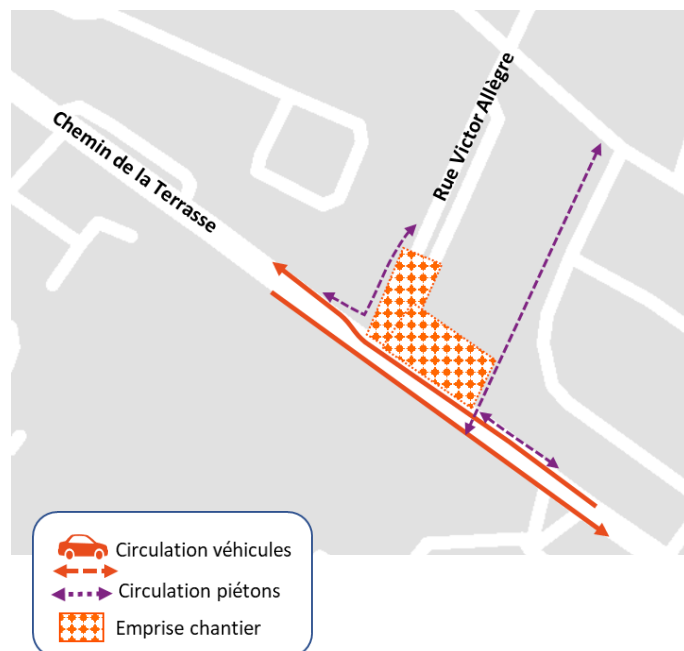 Rue Victor Allègre
Chemin de la Terrasse
Circulation véhicules
Circulation piétons
Emprise chantier